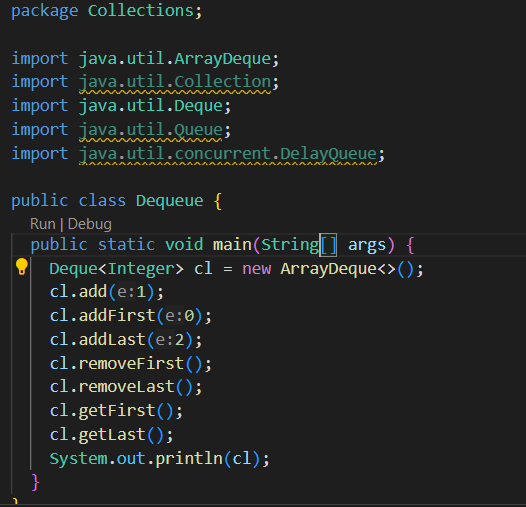 package Collections;
import java.util.ArrayDeque;
import java.util.Collection;
import java.util.Deque;
import java.util.Queue;
import java.util.concurrent.DelayQueue;
public class Dequeue {
Run | Debug
public static void main(String[] args) {
Deque<Integer> cl = new ArrayDeque<>();
cl.add(e:1);
cl.addFirst(e:0);
cl.addLast(e:2);
cl.removeFirst();
cl.removeLast();
cl.getFirst();
cl.getLast();
System.out.println(cl);
}
}